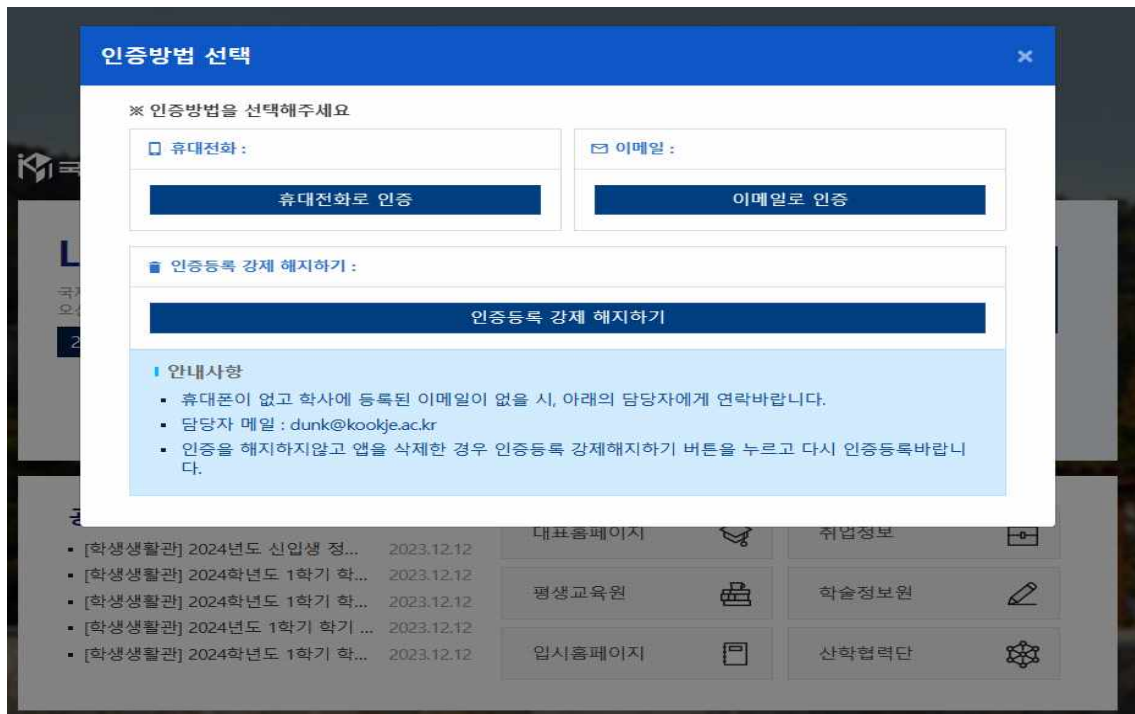 인증방법 선택
×
※ 인증방법을 선택해주세요
휴대전화 :
이메일 :
휴대전화로 인증
이메일로 인증
인증등록 강제 해지하기 :
인증등록 강제 해지하기
안내사항
▪ 휴대폰이 없고 학사에 등록된 이메일이 없을 시, 아래의 담당자에게 연락바랍니다.
▪ 담당자 메일 : dunk@kookje.ac.kr
▪ 인증을 해지하지않고 앱을 삭제한 경우 인증등록 강제해지하기 버튼을 누르고 다시 인증등록바랍니
다.
국
L
국제
2
▪ [학생생활관] 2024년도 신입생 정... 2023.12.12
▪ [학생생활관] 2024학년도 1학기 학... 2023.12.12
▪ [학생생활관] 2024학년도 1학기 학... 2023.12.12
▪ [학생생활관] 2024년도 1학기 학기 ... 2023.12.12
▪ [학생생활관] 2024학년도 1학기 학... 2023.12.12
대표홈페이지
취업정보
평생교육원
학술정보원
입시홈페이지
산학협력단